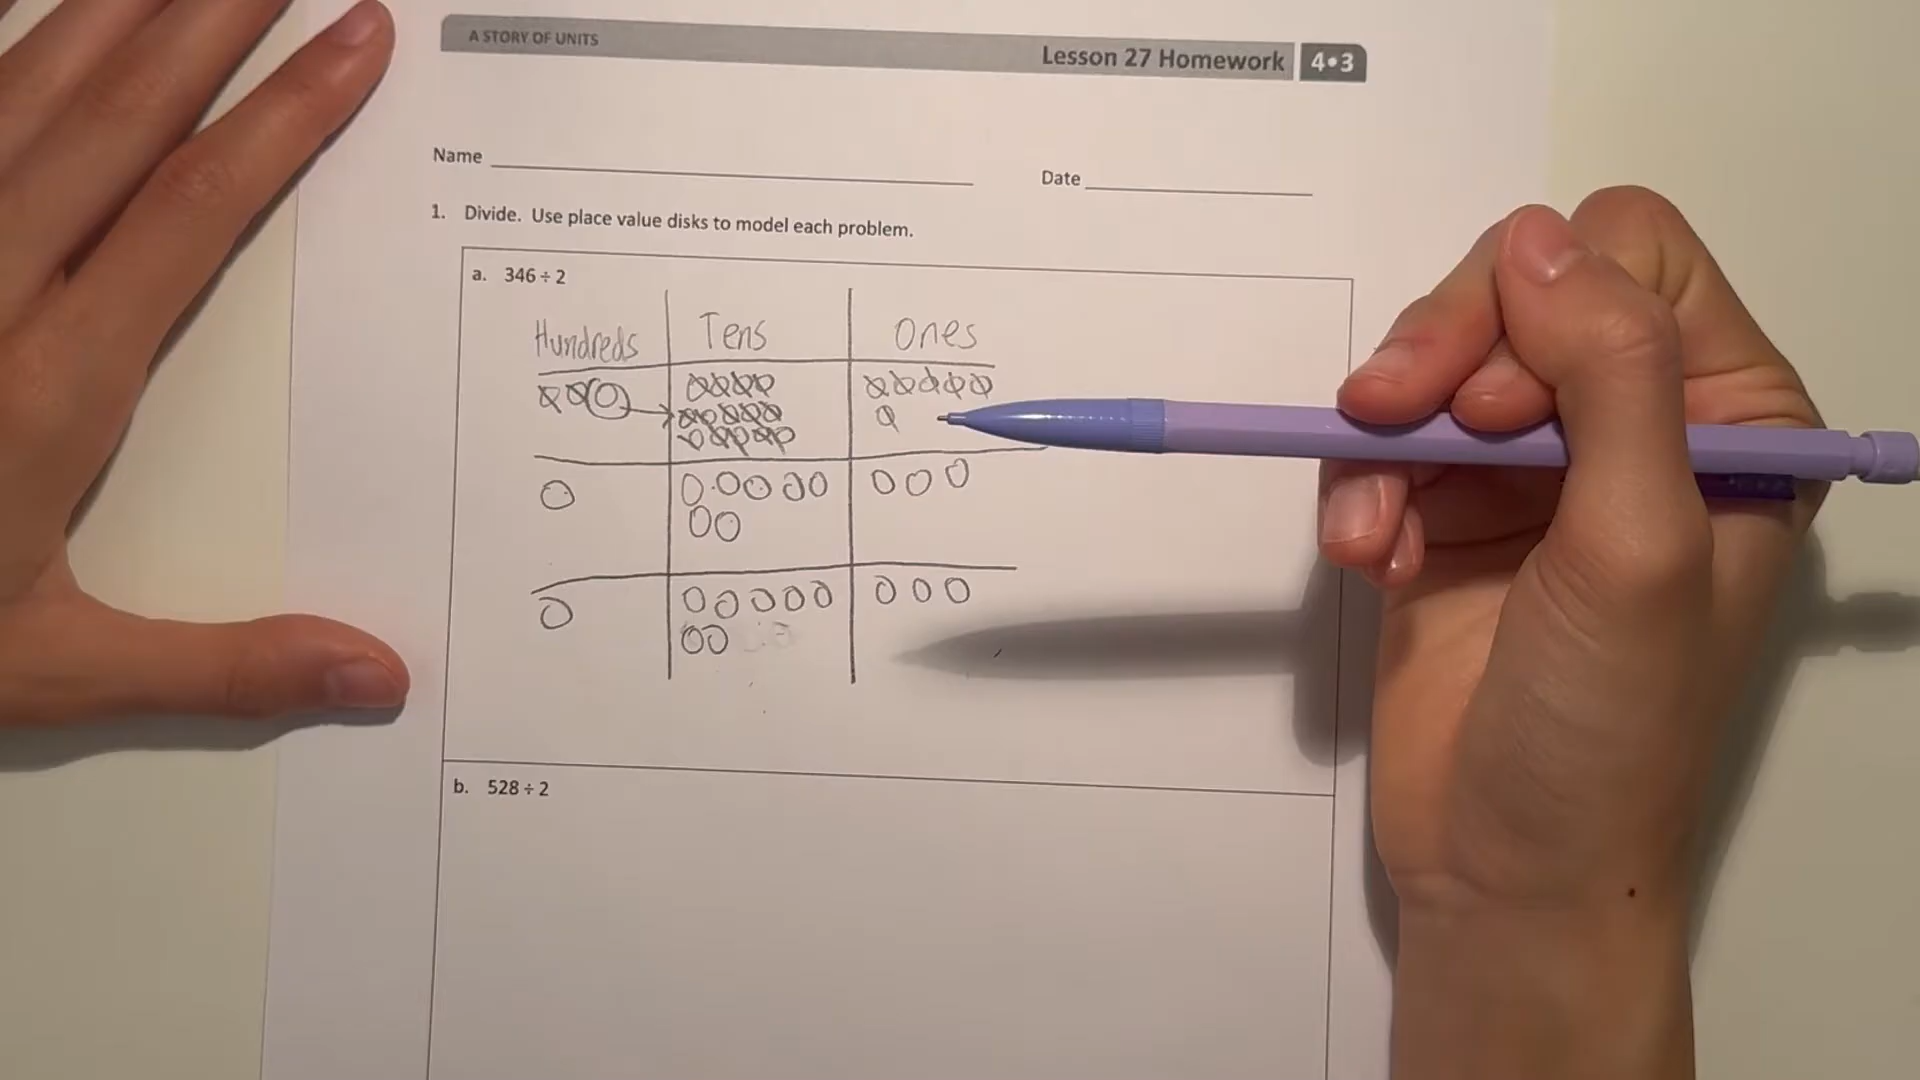 A STORY OF UNITS
Lesson 27 Homework 4•3
Name
Date
1. Divide. Use place value disks to model each problem.
a. 346 ÷ 2
Hundreds Tens Ones
b. 528 ÷ 2